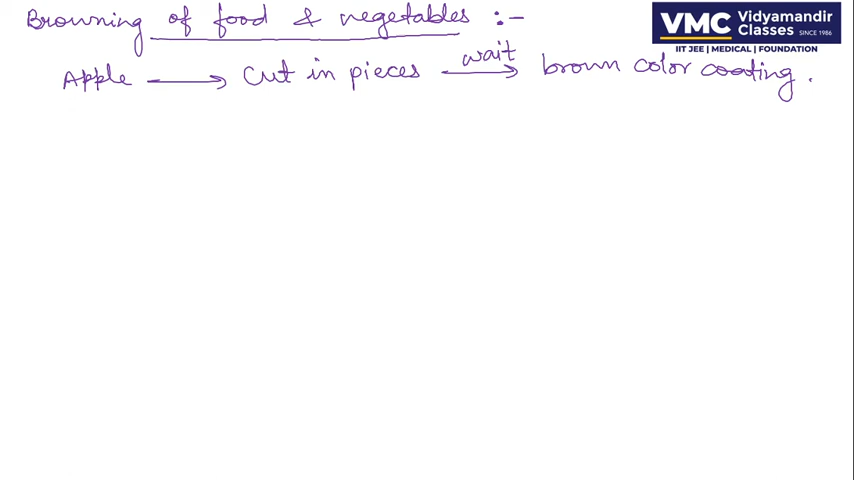 Browning of food & vegetables :-
VMC Vidyamandir Classes SINCE 1986
IIT JEE | MEDICAL | FOUNDATION
Apple → Cut in pieces wait → brown color coating.